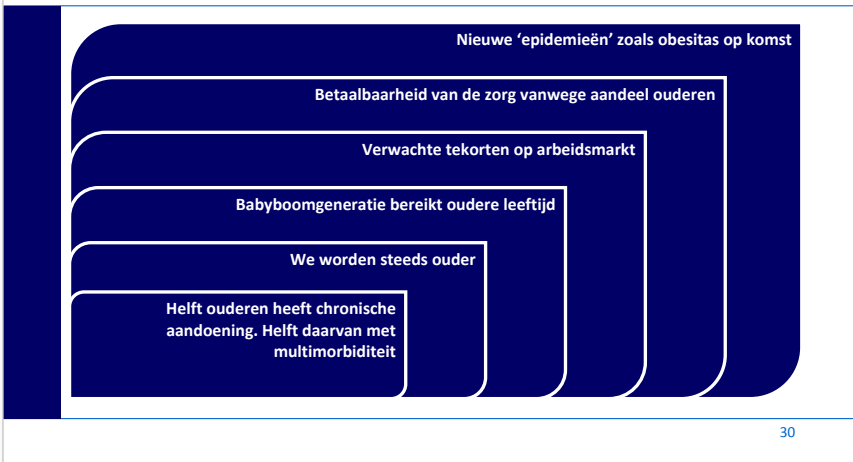 Nieuwe ‘epidemieën’ zoals obesitas op komst
Betaalbaarheid van de zorg vanwege aandeel ouderen
Verwachte tekorten op arbeidsmarkt
Babyboomgeneratie bereikt oudere leeftijd
We worden steeds ouder
Helft ouderen heeft chronische
aandoening. Helft daarvan met
multimorbiditeit
30